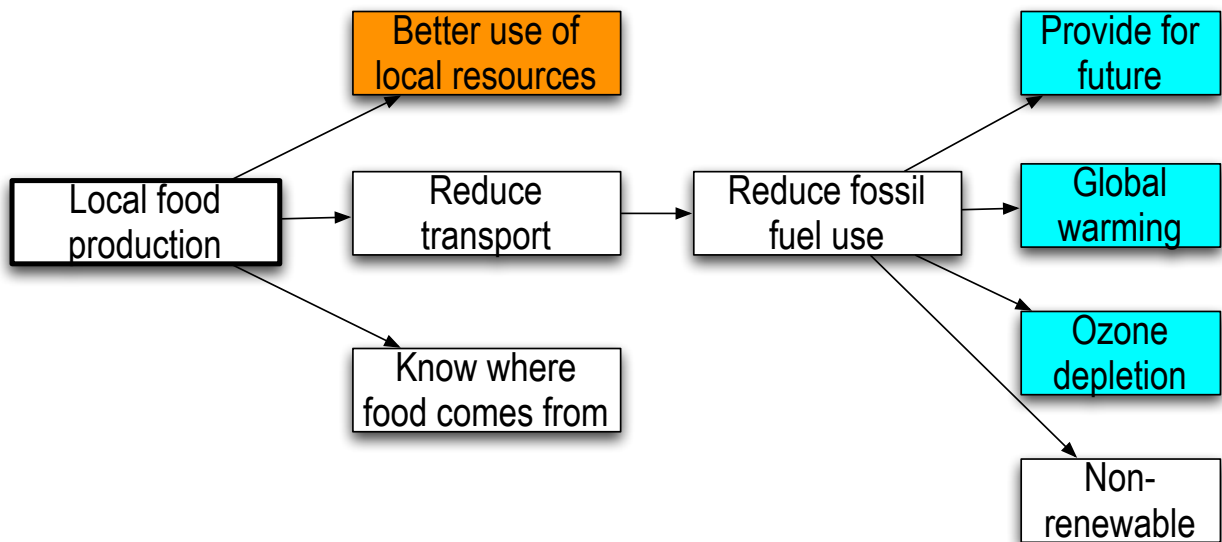 Better use of
local resources
Provide for
future
Local food
production
Reduce
transport
Reduce fossil
fuel use
Global
warming
Ozone
depletion
Know where
food comes from
Non-
renewable